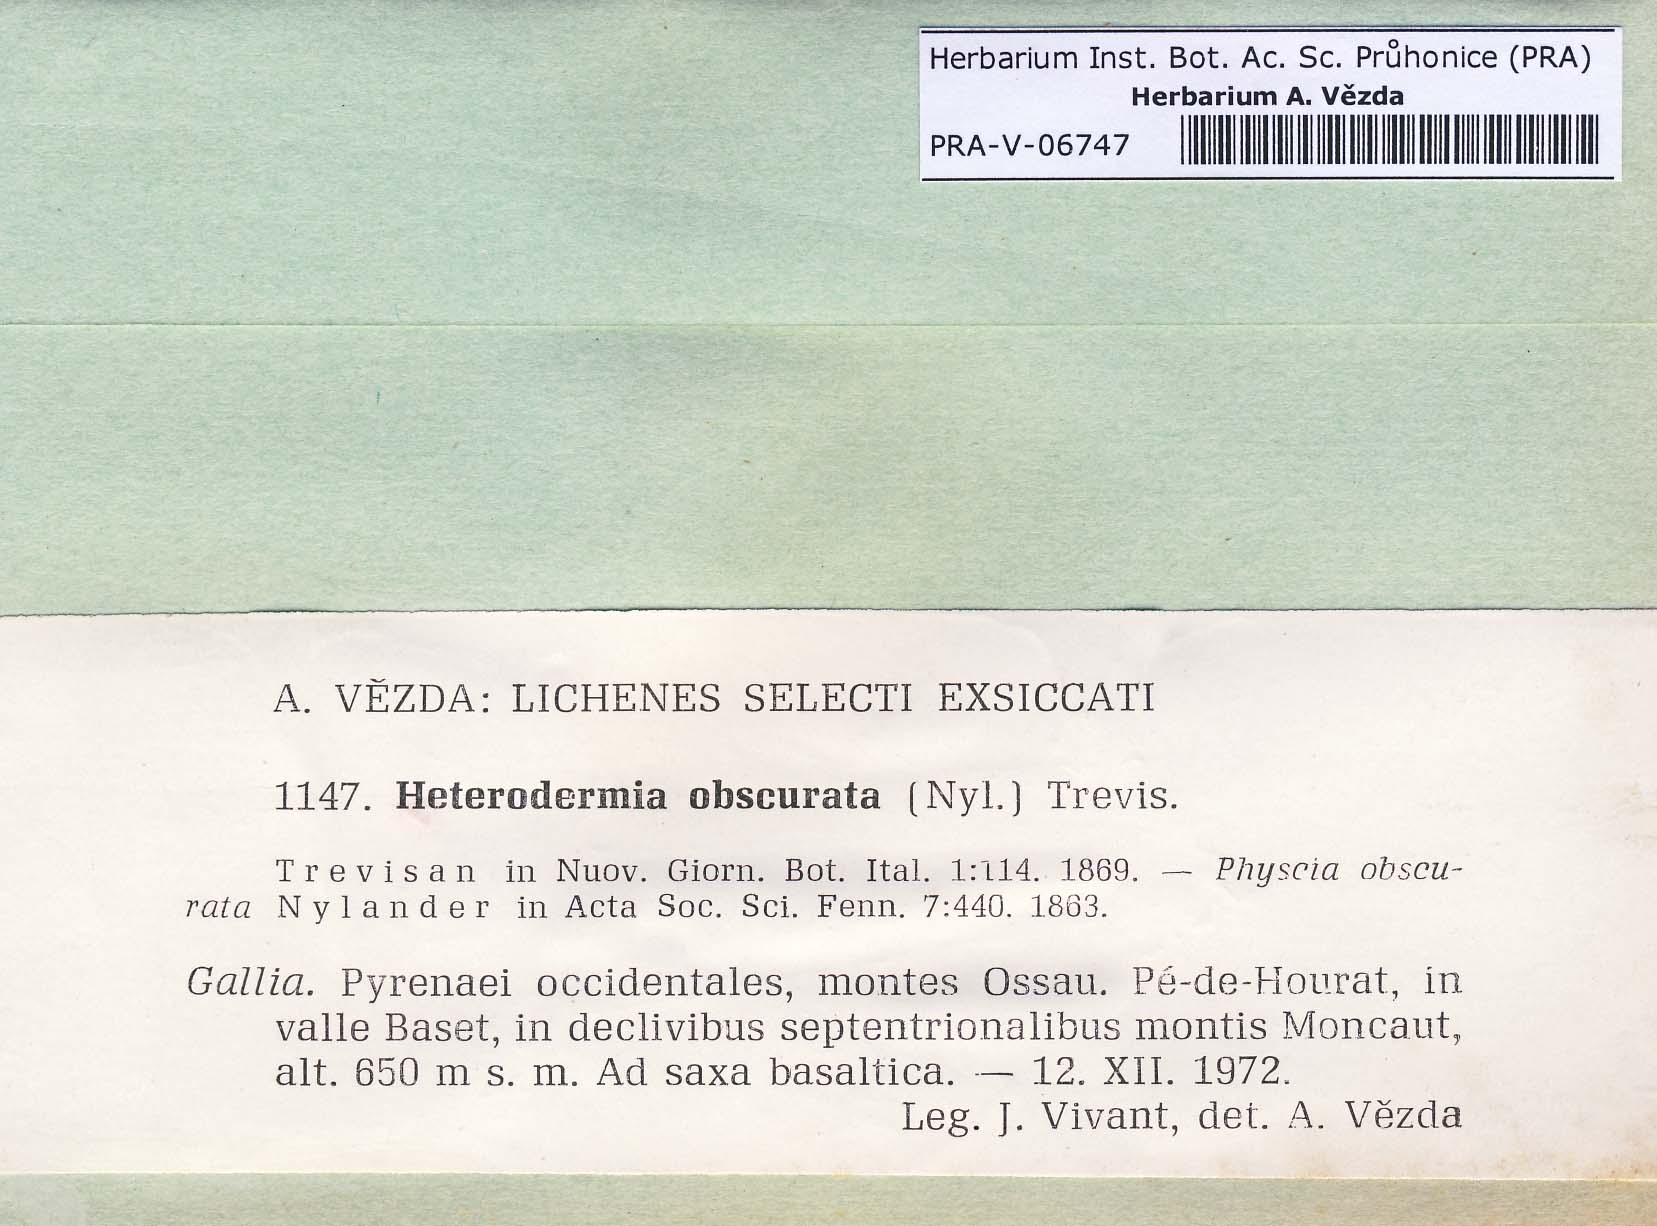 Herbarium Inst. Bot. Ac. Sc. Průhonice (PRA)
Herbarium A. Vězda
PRA-V-06747
A. VĚZDA: LICHENES SELECTI EXSICCATI
1147. Heterodermia obscurata (Nyl.) Trevis.
Trevisan in Nuov. Giorn. Bot. Ital. 1:114. 1869. — Physcia obscu-
rata Nylander in Acta Soc. Sci. Fenn. 7:440. 1863.
Gallia. Pyrenaei occidentales, montes Ossau. Pé-de-Hourat, in
valle Baset, in declivibus septentrionalibus montis Moncaut,
alt. 650 m s. m. Ad saxa basaltica. — 12. XII. 1972.
Leg. J. Vivant, det. A. Vězda